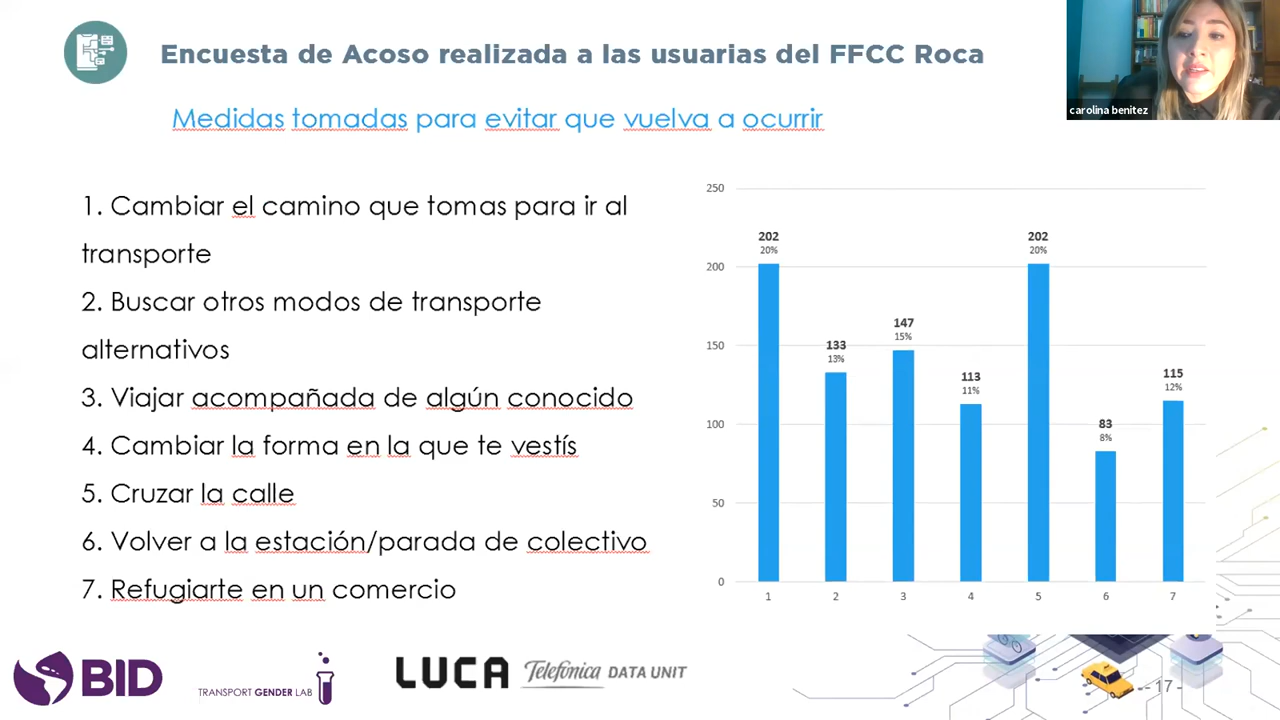 Encuesta de Acoso realizada a las usuarias del FFCC Roca
carolina benitez
Medidas tomadas para evitar que vuelva a ocurrir
1. Cambiar el camino que tomas para ir al
transporte
2. Buscar otros modos de transporte
alternativos
3. Viajar acompañada de algún conocido
4. Cambiar la forma en la que te vestís
5. Cruzar la calle
6. Volver a la estación/parada de colectivo
7. Refugiarte en un comercio
250
200
150
100
50
0
202
20%
133
13%
147
15%
113
11%
202
20%
83
8%
115
12%
1 2 3 4 5 6 7
BID
TRANSPORT GENDER LAB
LUCA Telefónica DATA UNIT
- 17 -